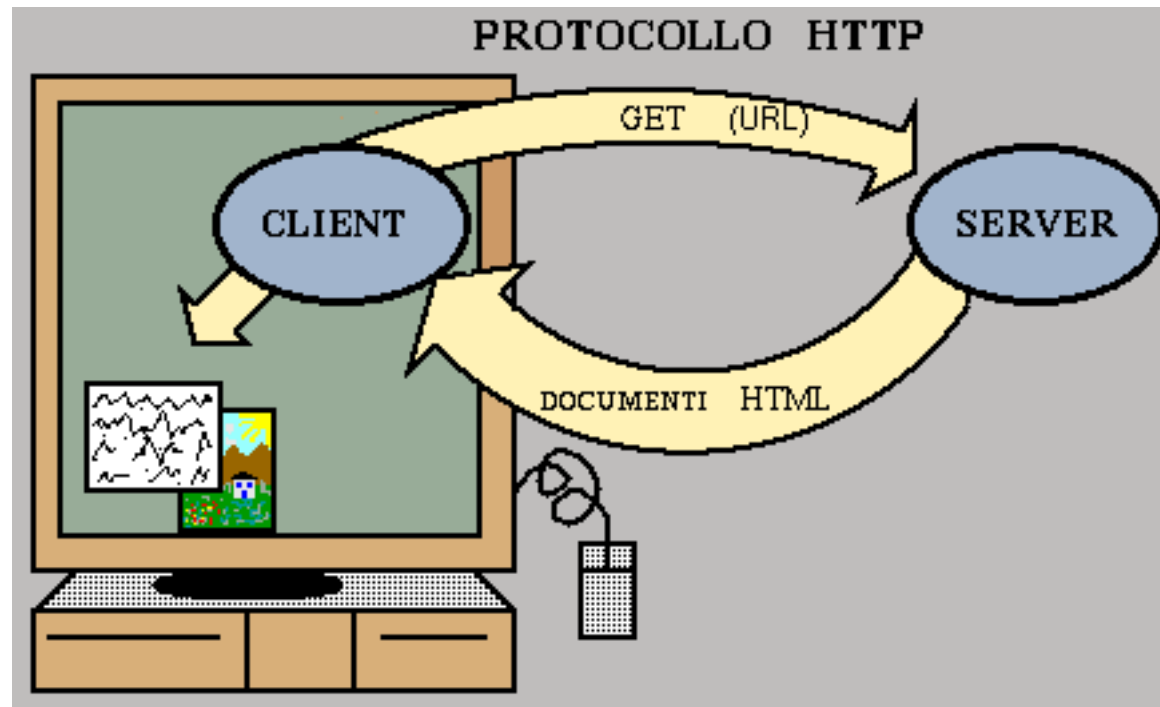 PROTOCOLLO HTTP
GET (URL)
CLIENT
SERVER
DOCUMENTI HTML